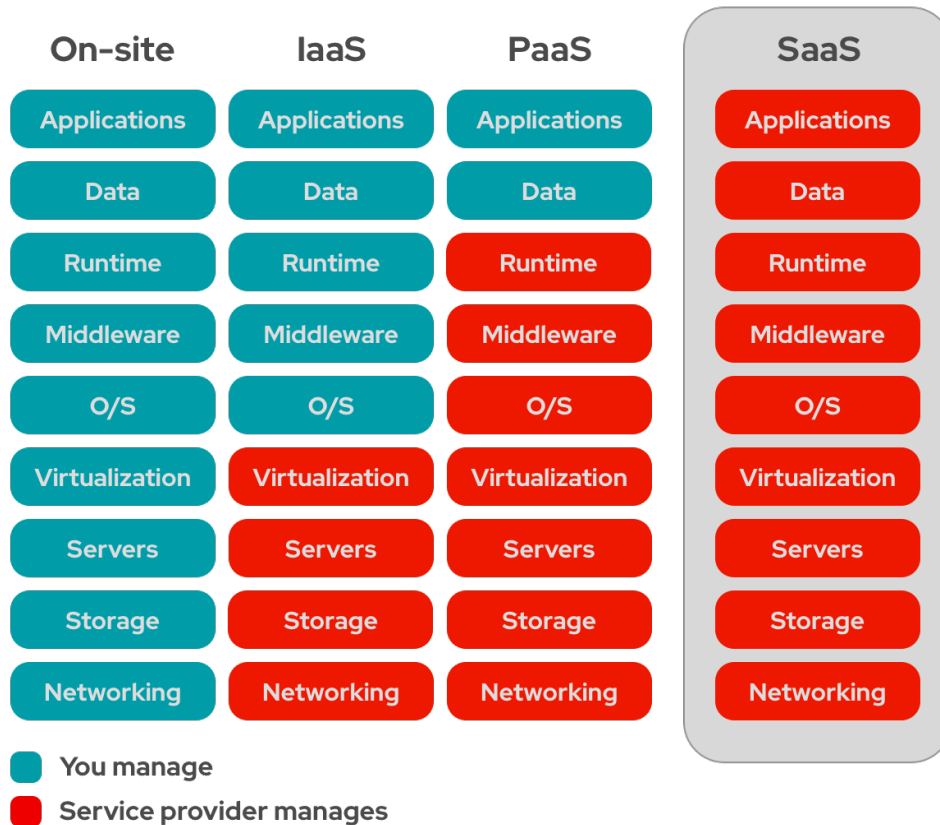 On-site IaaS PaaS SaaS
Applications Applications Applications Applications
Data Data Data Data
Runtime Runtime Runtime Runtime
Middleware Middleware Middleware Middleware
O/S O/S O/S O/S
Virtualization Virtualization Virtualization Virtualization
Servers Servers Servers Servers
Storage Storage Storage Storage
Networking Networking Networking Networking
You manage
Service provider manages